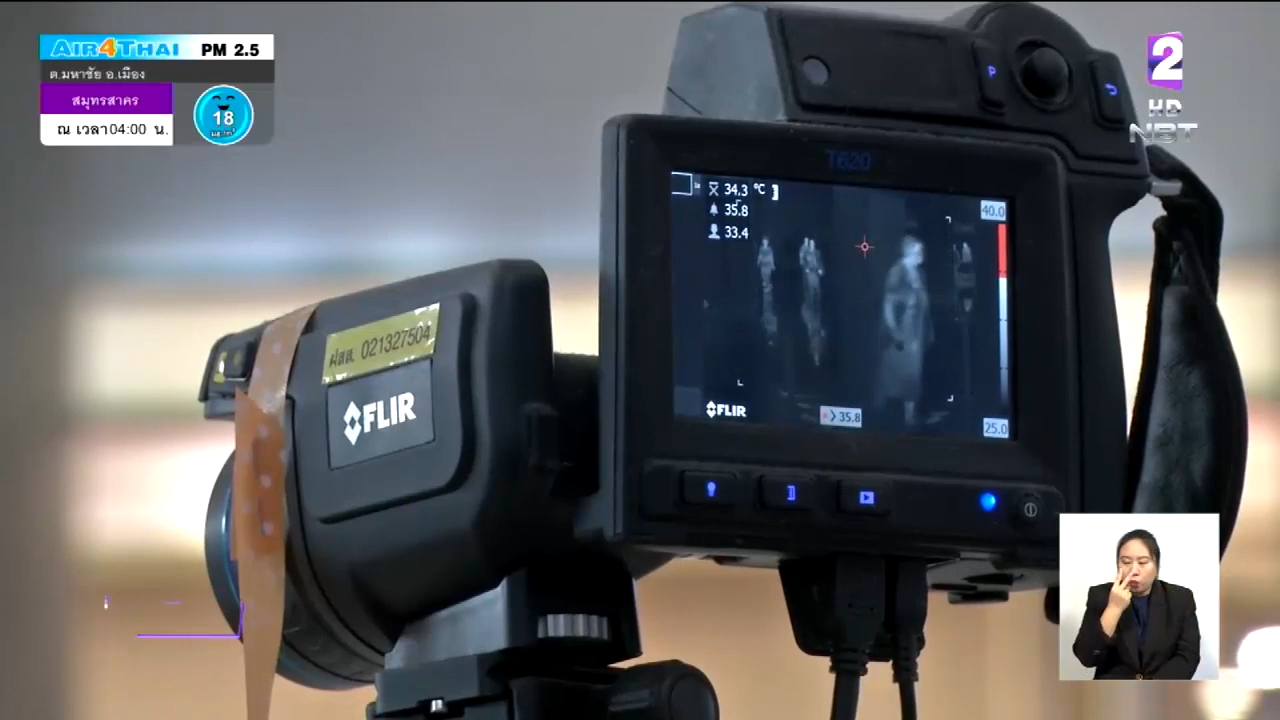 AIR4THAI PM 2.5
ต.มหาชัย อ.เมือง
สมุทรสาคร
18
ณ เวลา04:00 น.
2
HD
NBT
T620
34.3 °C
35.8
33.4
40.0
FLIR
35.8
25.0
ฝสส. 021327504
FLIR
P